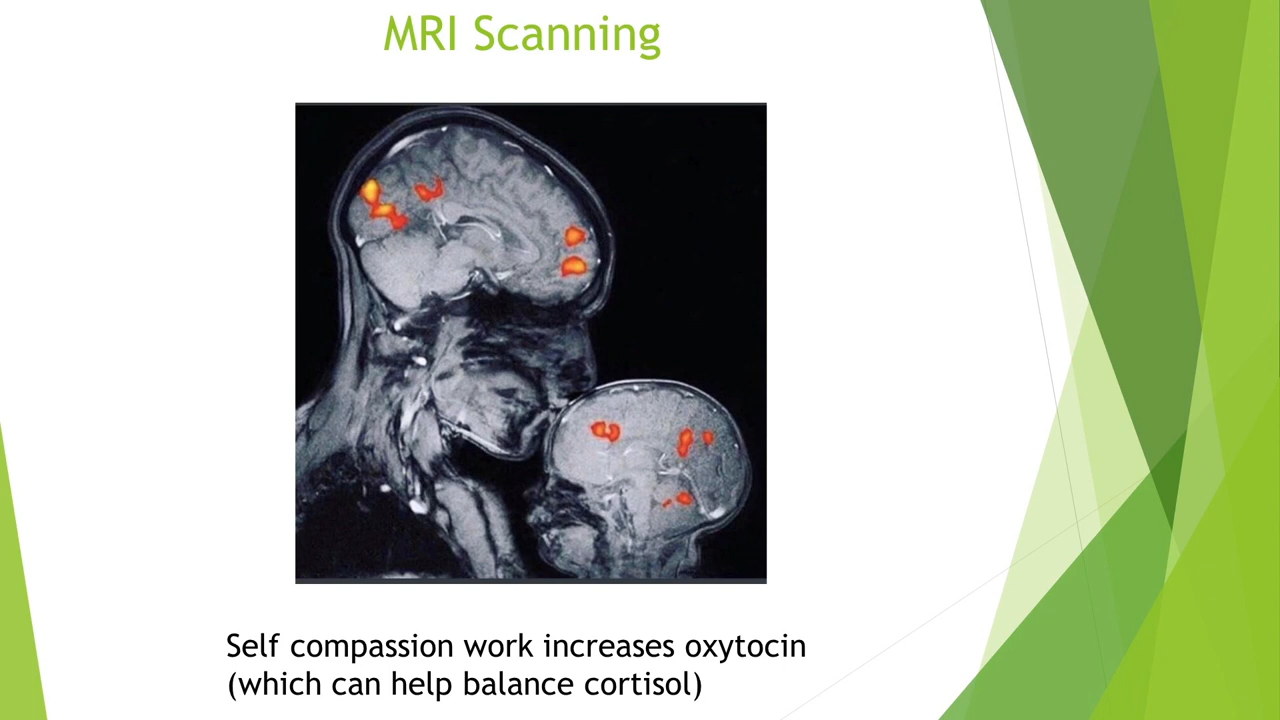 MRI Scanning
Self compassion work increases oxytocin
(which can help balance cortisol)